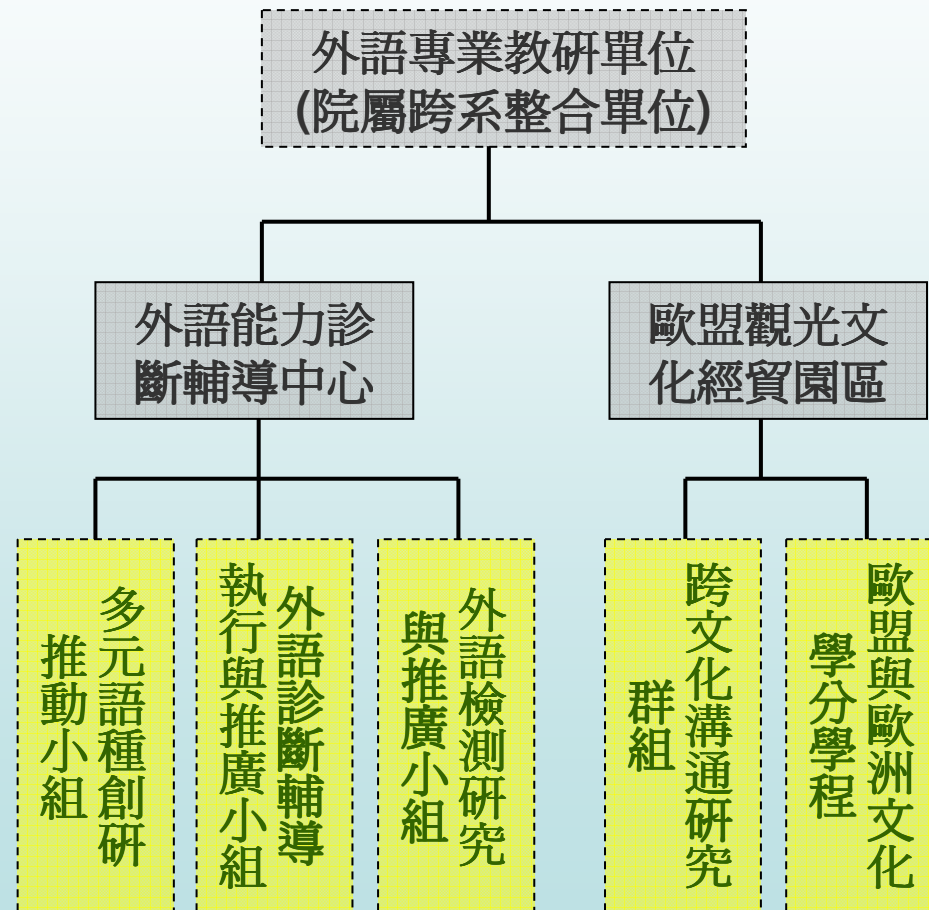 外語專業教研單位
(院屬跨系整合單位)
外語能力診
斷輔導中心
歐盟觀光文
化經貿園區
多元語種創研
推動小組
外語診斷輔導
執行與推廣小組
外語檢測研究
與推廣小組
跨文化溝通研究
群組
歐盟與歐洲文化
學分學程